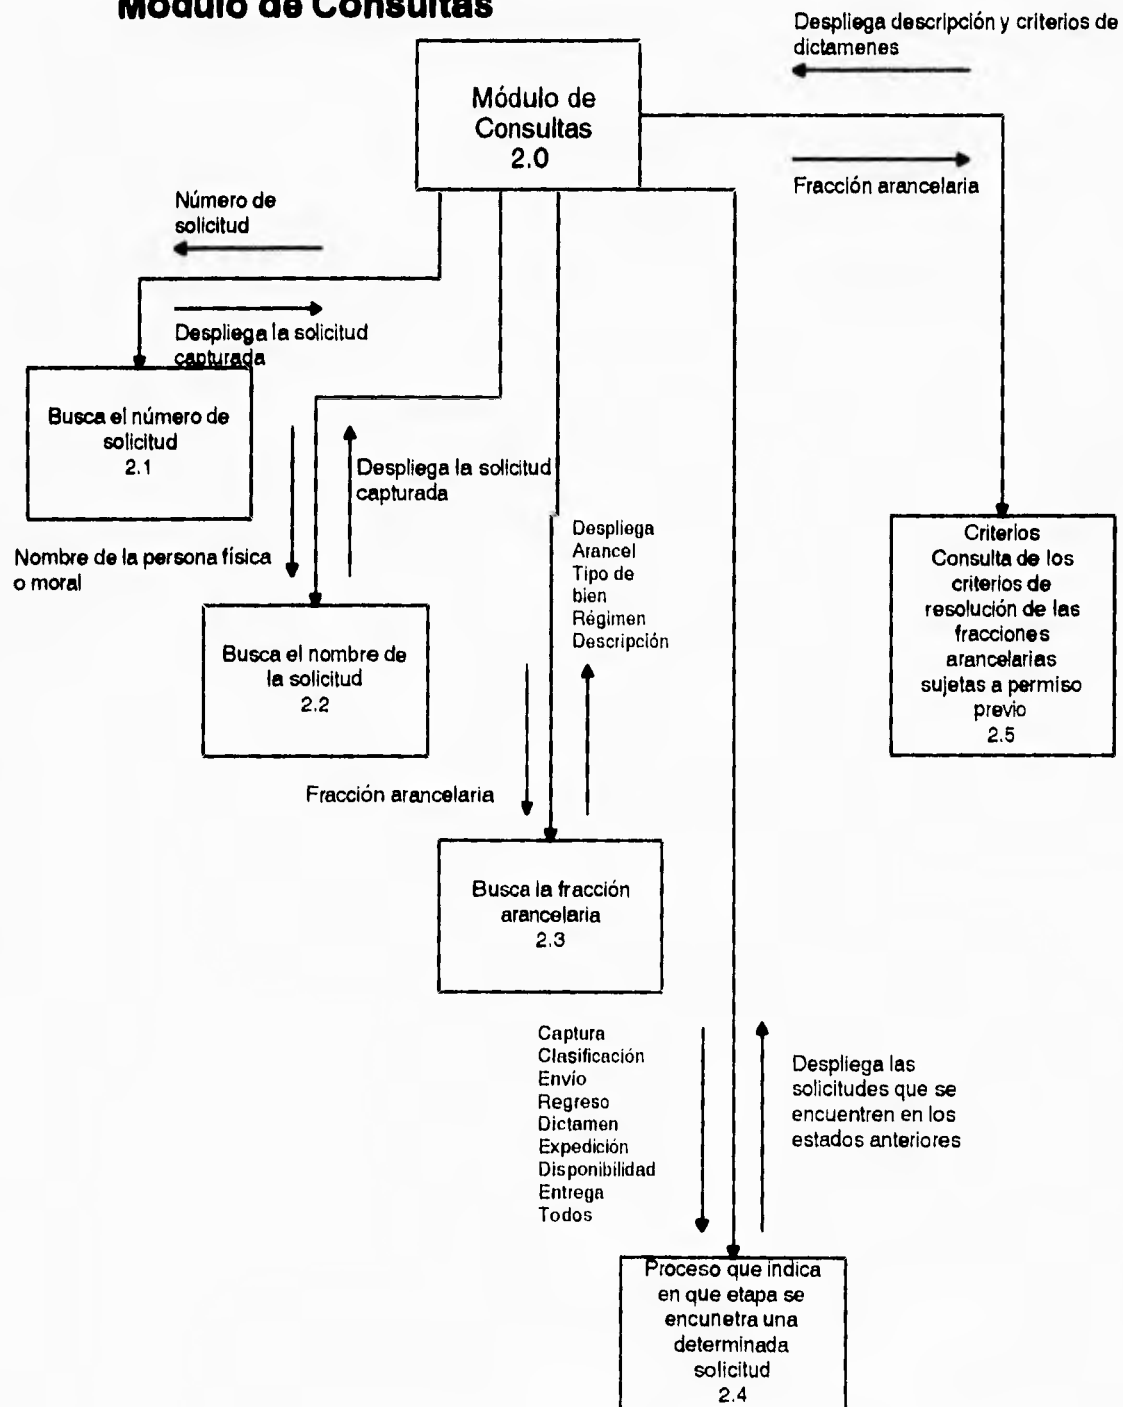 Módulo de Consultas
Despliega descripción y criterios de
dictamenes
Módulo de
Consultas
2.0
Fracción arancelaria
Número de
solicitud
Despliega la solicitud
capturada
Busca el número de
solicitud
2.1
Despliega la solicitud
capturada
Nombre de la persona física
o moral
Busca el nombre de
la solicitud
2.2
Despliega
Arancel
Tipo de
bien
Régimen
Descripción
Criterios
Consulta de los
criterios de
resolución de las
fracciones
arancelarias
sujetas a permiso
previo
2.5
Fracción arancelaria
Busca la fracción
arancelaria
2.3
Captura
Clasificación
Envío
Regreso
Dictamen
Expedición
Disponibilidad
Entrega
Todos
Despliega las
solicitudes que se
encuentren en los
estados anteriores
Proceso que indica
en que etapa se
encunetra una
determinada
solicitud
2.4